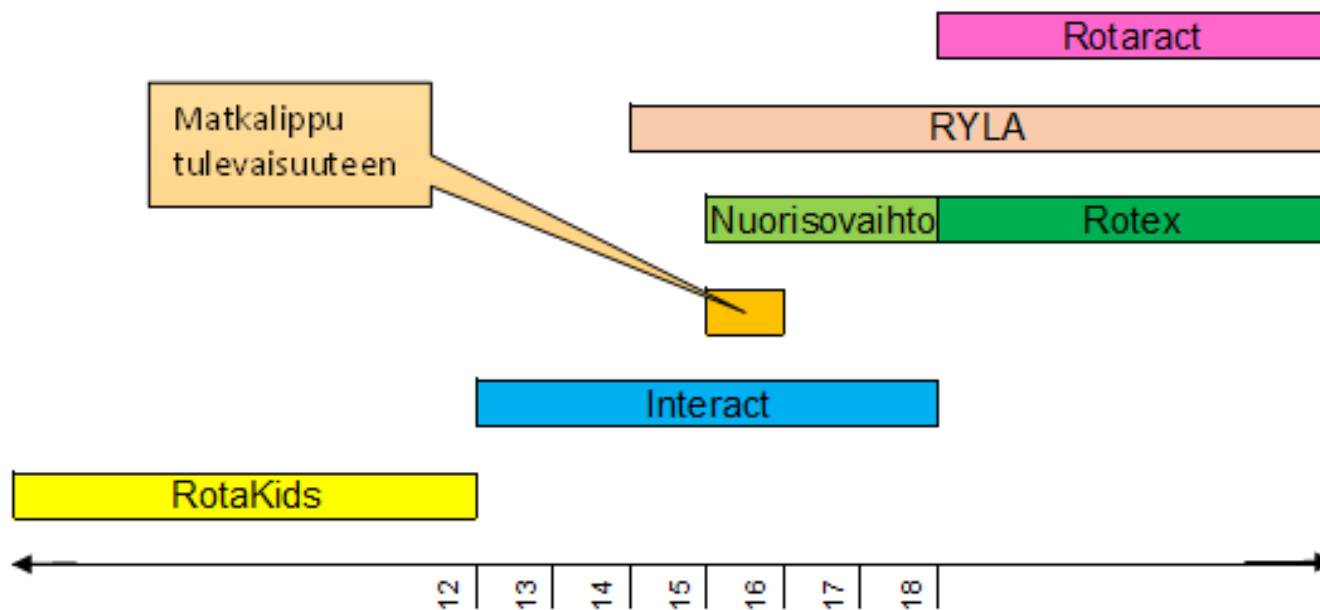 Rotaract
Matkalippu
tulevaisuuteen
RYLA
Nuorisovaihto
Rotex
Interact
RotaKids
12
13
14
15
16
17
18